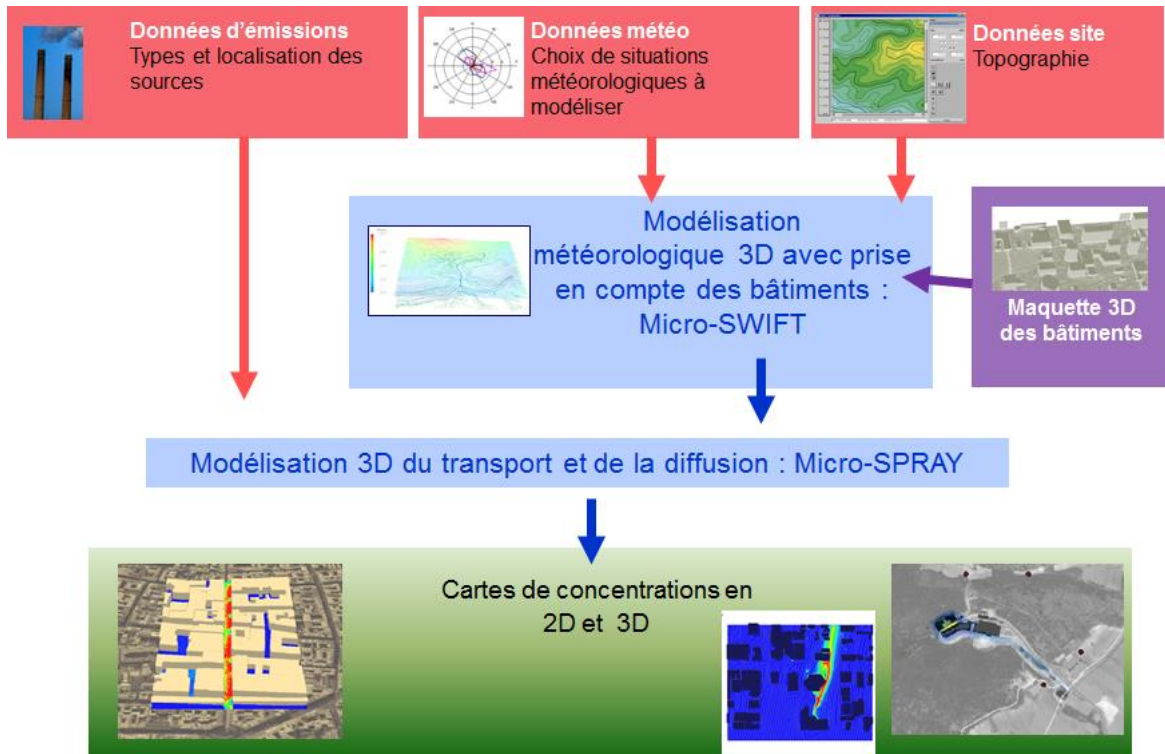 Données d'émissions
Types et localisation des
sources
Données météo
Choix de situations
météorologiques à
modéliser
Données site
Topographie
Modélisation
météorologique 3D avec prise
en compte des bâtiments :
Micro-SWIFT
Maquette 3D
des bâtiments
Modélisation 3D du transport et de la diffusion : Micro-SPRAY
Cartes de concentrations en
2D et 3D